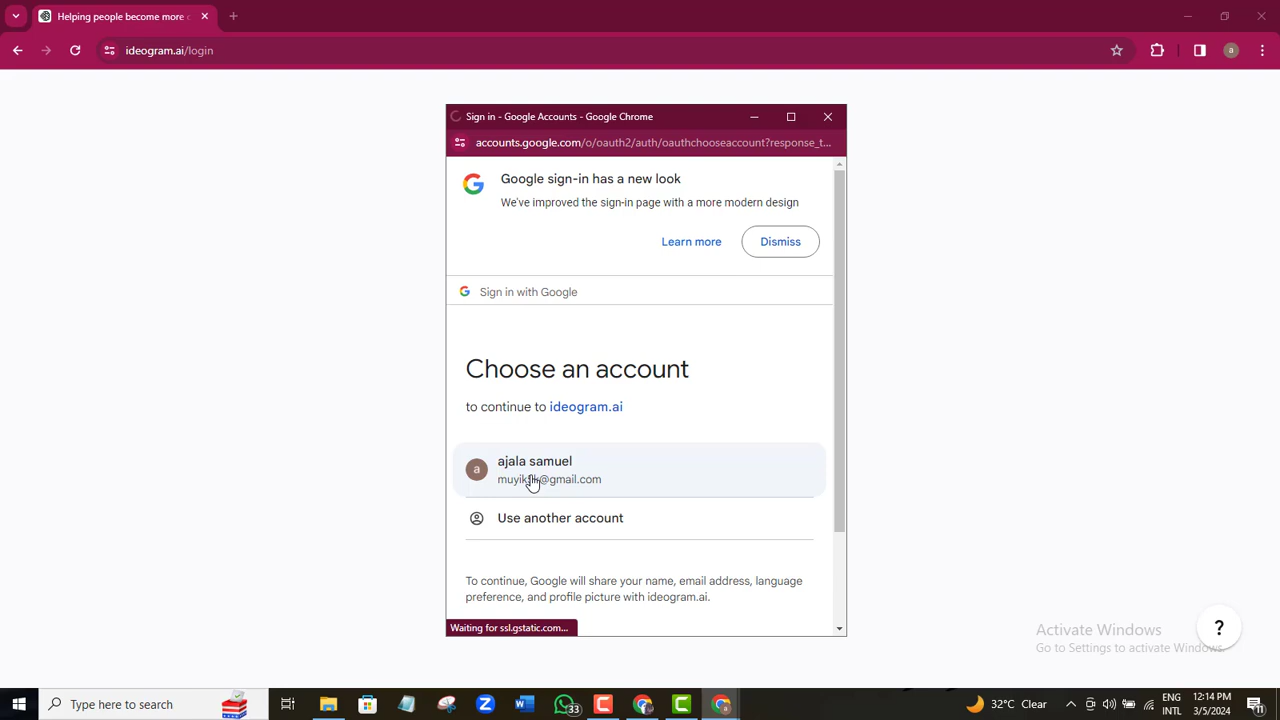 Helping people become more c
ideogram.ai/login
a
Sign in - Google Accounts - Google Chrome
accounts.google.com/o/oauth2/auth/oauthchooseaccount?response_t...
Google sign-in has a new look
We've improved the sign-in page with a more modern design
Learn more
Dismiss
Sign in with Google
Choose an account
to continue to ideogram.ai
a
ajala samuel
@gmail.com
Use another account
To continue, Google will share your name, email address, language
preference, and profile picture with ideogram.ai.
Waiting for ssl.gstatic.com...
Activate Windows
Go to Settings to activate Windows.
?
Type here to search
33
32°C Clear
ENG
INTL
12:14 PM
3/5/2024
11